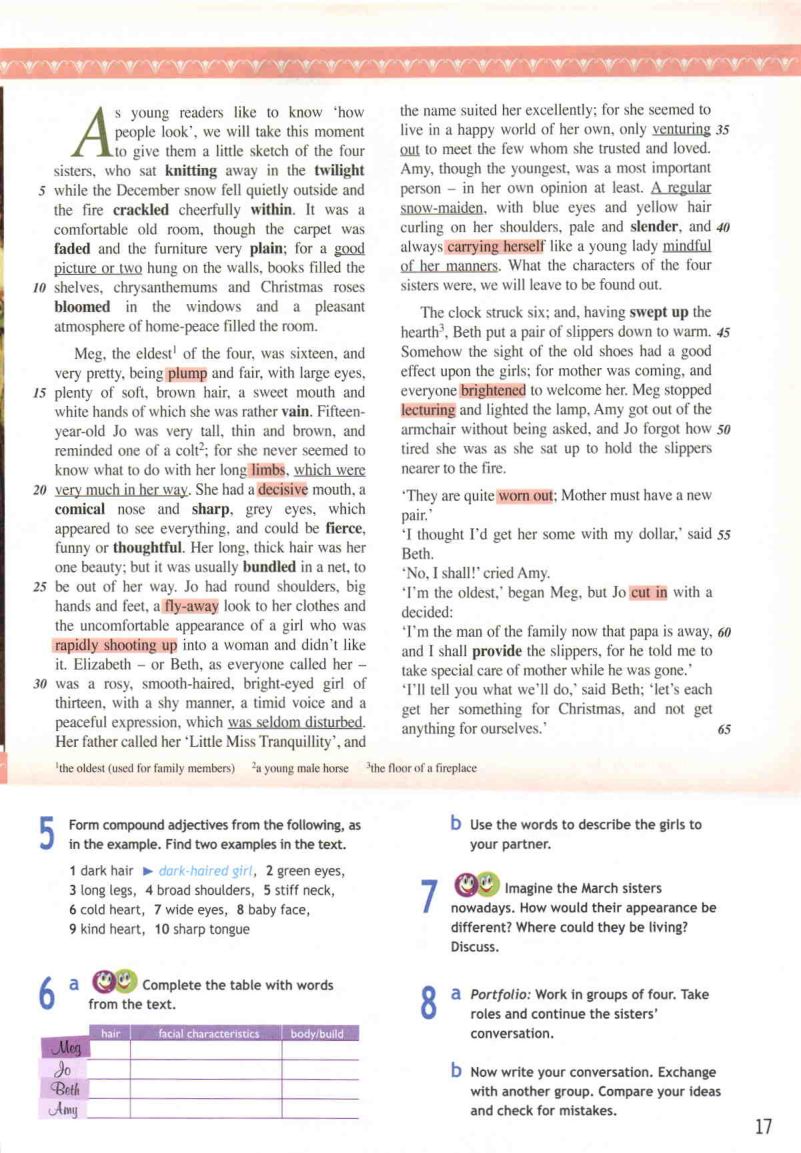 As young readers like to know ‘how
people look’, we will take this moment
to give them a little sketch of the four
sisters, who sat knitting away in the twilight
5 while the December snow fell quietly outside and
the fire crackled cheerfully within. It was a
comfortable old room, though the carpet was
faded and the furniture very plain; for a good
picture or two hung on the walls, books filled the
10 shelves, chrysanthemums and Christmas roses
bloomed in the windows and a pleasant
atmosphere of home-peace filled the room.
Meg, the eldest¹ of the four, was sixteen, and
very pretty, being plump and fair, with large eyes,
15 plenty of soft, brown hair, a sweet mouth and
white hands of which she was rather vain. Fifteen-
year-old Jo was very tall, thin and brown, and
reminded one of a colt²; for she never seemed to
know what to do with her long limbs, which were
20 very much in her way. She had a decisive mouth, a
comical nose and sharp, grey eyes, which
appeared to see everything, and could be fierce,
funny or thoughtful. Her long, thick hair was her
one beauty; but it was usually bundled in a net, to
25 be out of her way. Jo had round shoulders, big
hands and feet, a fly-away look to her clothes and
the uncomfortable appearance of a girl who was
rapidly shooting up into a woman and didn’t like
it. Elizabeth – or Beth, as everyone called her –
30 was a rosy, smooth-haired, bright-eyed girl of
thirteen, with a shy manner, a timid voice and a
peaceful expression, which was seldom disturbed.
Her father called her ‘Little Miss Tranquillity’, and
the name suited her excellently; for she seemed to
live in a happy world of her own, only venturing 35
out to meet the few whom she trusted and loved.
Amy, though the youngest, was a most important
person – in her own opinion at least. A regular
snow-maiden, with blue eyes and yellow hair
curling on her shoulders, pale and slender, and 40
always carrying herself like a young lady mindful
of her manners. What the characters of the four
sisters were, we will leave to be found out.
The clock struck six; and, having swept up the
hearth³, Beth put a pair of slippers down to warm. 45
Somehow the sight of the old shoes had a good
effect upon the girls; for mother was coming, and
everyone brightened to welcome her. Meg stopped
lecturing and lighted the lamp, Amy got out of the
armchair without being asked, and Jo forgot how 50
tired she was as she sat up to hold the slippers
nearer to the fire.
‘They are quite worn out; Mother must have a new
pair.’
‘I thought I’d get her some with my dollar,’ said 55
Beth.
‘No, I shall!’ cried Amy.
‘I’m the oldest,’ began Meg, but Jo cut in with a
decided:
‘I’m the man of the family now that papa is away, 60
and I shall provide the slippers, for he told me to
take special care of mother while he was gone.’
‘I’ll tell you what we’ll do,’ said Beth; ‘let’s each
get her something for Christmas, and not get
anything for ourselves.’ 65
¹the oldest (used for family members) ²a young male horse ³the floor of a fireplace
5 Form compound adjectives from the following, as
in the example. Find two examples in the text.
1 dark hair ► dark-haired girl, 2 green eyes,
3 long legs, 4 broad shoulders, 5 stiff neck,
6 cold heart, 7 wide eyes, 8 baby face,
9 kind heart, 10 sharp tongue
6 a Complete the table with words
from the text.
hair facial characteristics body/build
Meg
Jo
Beth
Amy
b Use the words to describe the girls to
your partner.
7 Imagine the March sisters
nowadays. How would their appearance be
different? Where could they be living?
Discuss.
8 a Portfolio: Work in groups of four. Take
roles and continue the sisters’
conversation.
b Now write your conversation. Exchange
with another group. Compare your ideas
and check for mistakes.
17